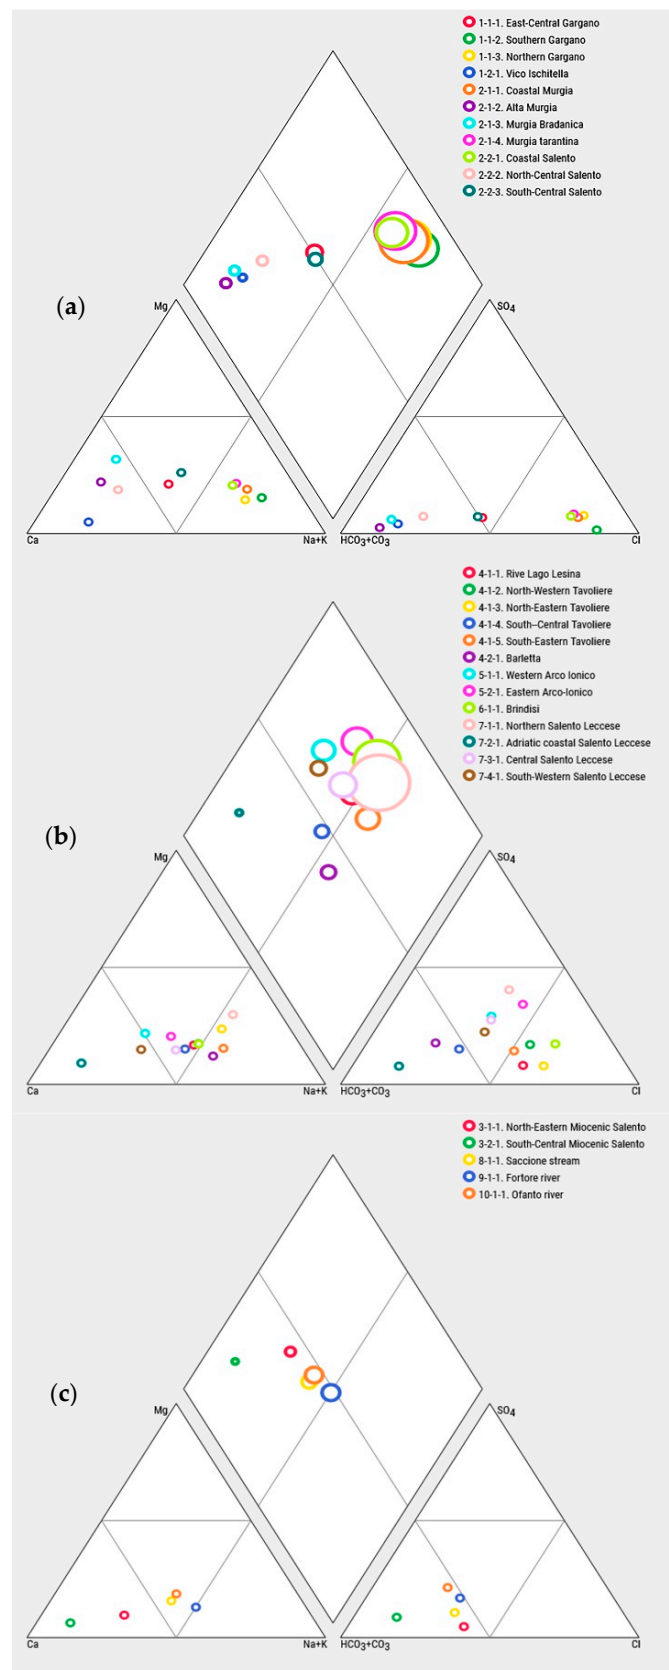 1-1-1. East-Central Gargano
1-1-2. Southern Gargano
1-1-3. Northern Gargano
1-2-1. Vico Ischitella
2-1-1. Coastal Murgia
2-1-2. Alta Murgia
2-1-3. Murgia Bradanica
2-1-4. Murgia tarantina
2-2-1. Coastal Salento
2-2-2. North-Central Salento
2-2-3. South-Central Salento
(a)
Mg
SO4
Ca
Na+K
HCO3+CO3
Cl
4-1-1. Rive Lago Lesina
4-1-2. North-Western Tavoliere
4-1-3. North-Eastern Tavoliere
4-1-4. South--Central Tavoliere
4-1-5. South-Eastern Tavoliere
4-2-1. Barletta
5-1-1. Western Arco Ionico
5-2-1. Eastern Arco-Ionico
6-1-1. Brindisi
7-1-1. Northern Salento Leccese
7-2-1. Adriatic coastal Salento Leccese
7-3-1. Central Salento Leccese
7-4-1. South-Western Salento Leccese
(b)
Mg
SO4
Ca
Na+K
HCO3+CO3
Cl
3-1-1. North-Eastern Miocenic Salento
3-2-1. South-Central Miocenic Salento
8-1-1. Saccione stream
9-1-1. Fortore river
10-1-1. Ofanto river
(c)
Mg
SO4
Ca
Na+K
HCO3+CO3
Cl